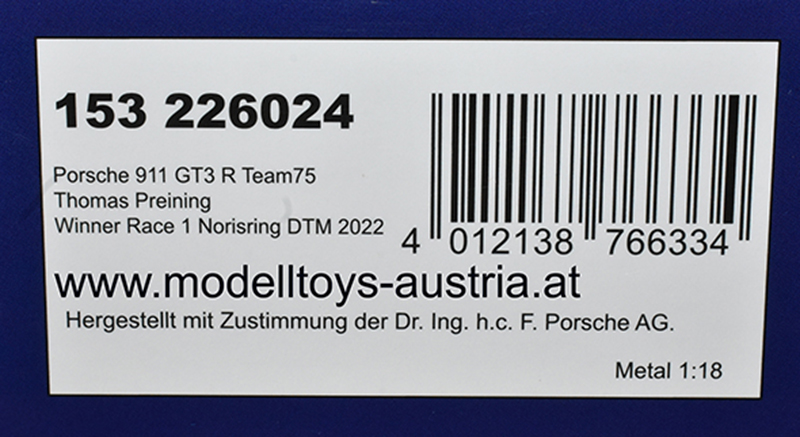 153 226024
Porsche 911 GT3 R Team75
Thomas Preining
Winner Race 1 Norisring DTM 2022
4 012138 766334
www.modelltoys-austria.at
Hergestellt mit Zustimmung der Dr. Ing. h.c. F. Porsche AG.
Metal 1:18